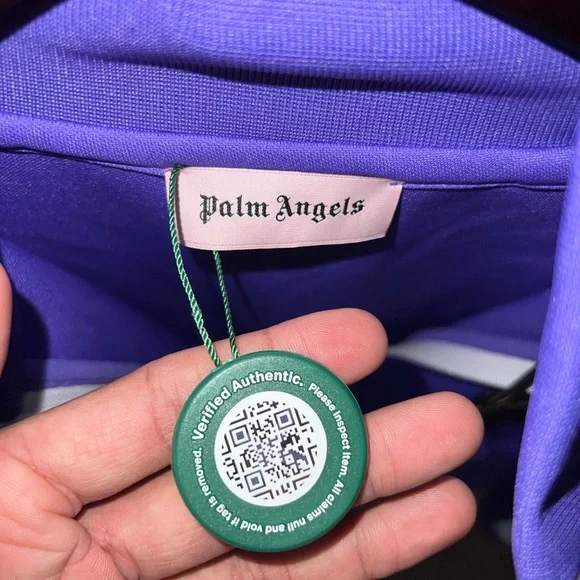 Palm Angels
Verified Authentic. Please inspect item. All claims null and void if tag is removed.